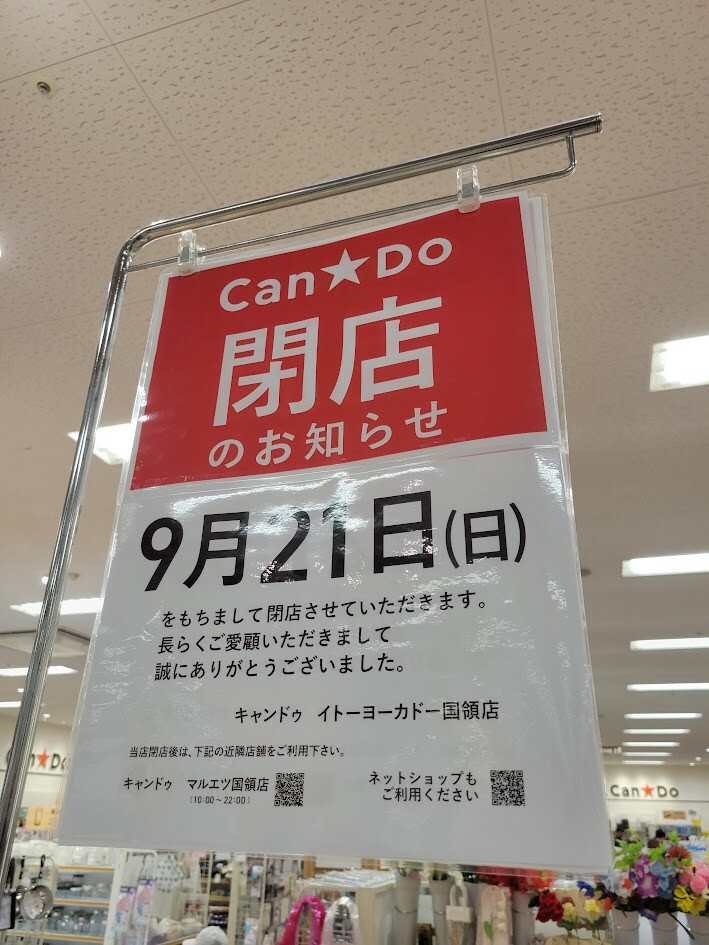 Can★Do
閉店
のお知らせ
9月21日(日)
をもちまして閉店させていただきます。
長らくご愛顧いただきまして
誠にありがとうございました。
キャンドゥ イトーヨーカドー国領店
当店閉店後は、下記の近隣店舗をご利用下さい。
キャンドゥ マルエツ国領店
(10:00～22:00)
ネットショップも
ご利用ください
Can★Do
Can★Do